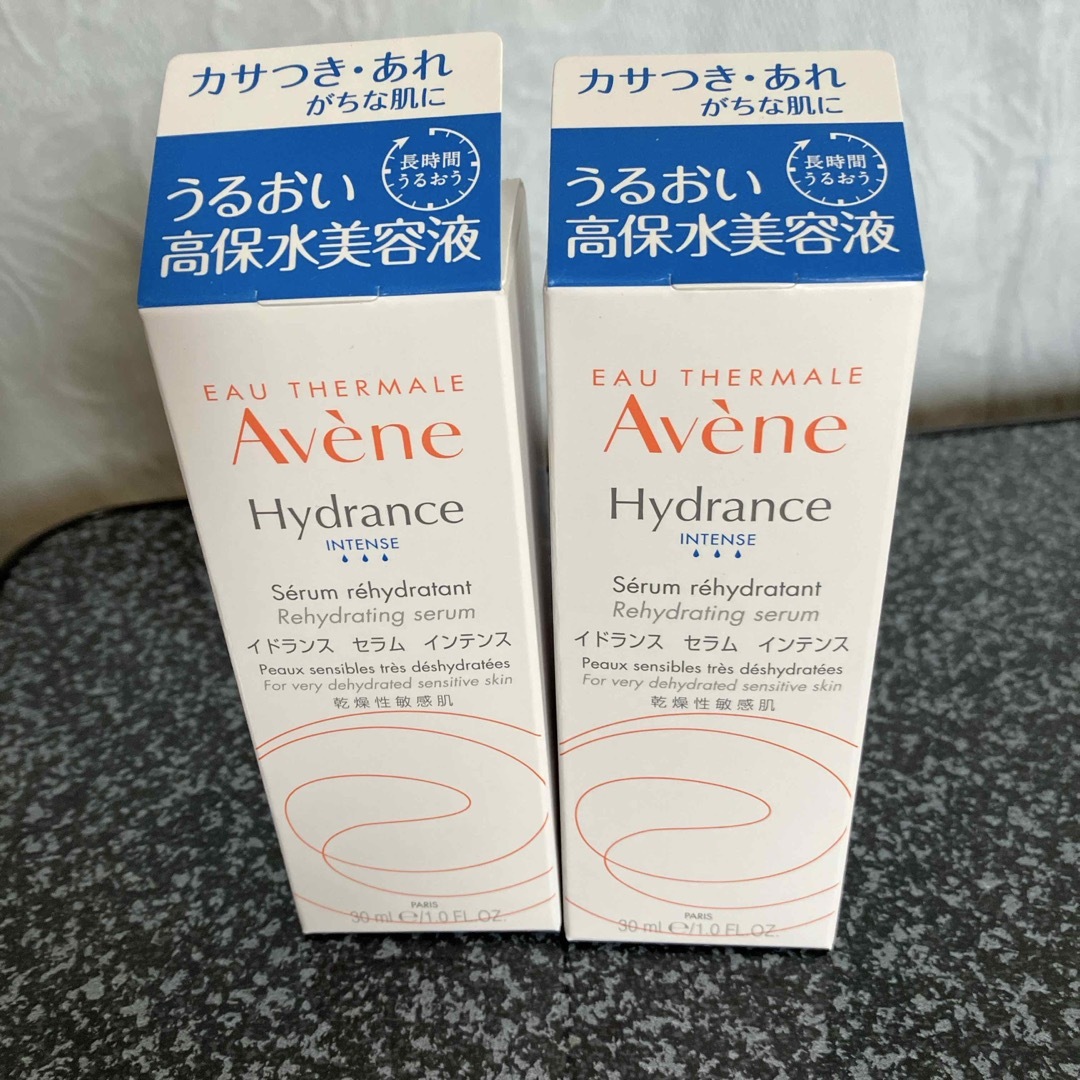 カサつき・あれ
がちな肌に
長時間
うるおう
うるおい
高保水美容液
EAU THERMALE
Avène
Hydrance
INTENSE
Sérum réhydratant
Rehydrating serum
イドランス セラム インテンス
Peaux sensibles très déshydratées
For very dehydrated sensitive skin
乾燥性敏感肌
PARIS
30 mL ℮/1.0 FL.OZ.
カサつき・あれ
がちな肌に
長時間
うるおう
うるおい
高保水美容液
EAU THERMALE
Avène
Hydrance
INTENSE
Sérum réhydratant
Rehydrating serum
イドランス セラム インテンス
Peaux sensibles très déshydratées
For very dehydrated sensitive skin
乾燥性敏感肌
PARIS
30 mL ℮/1.0 FL.OZ.